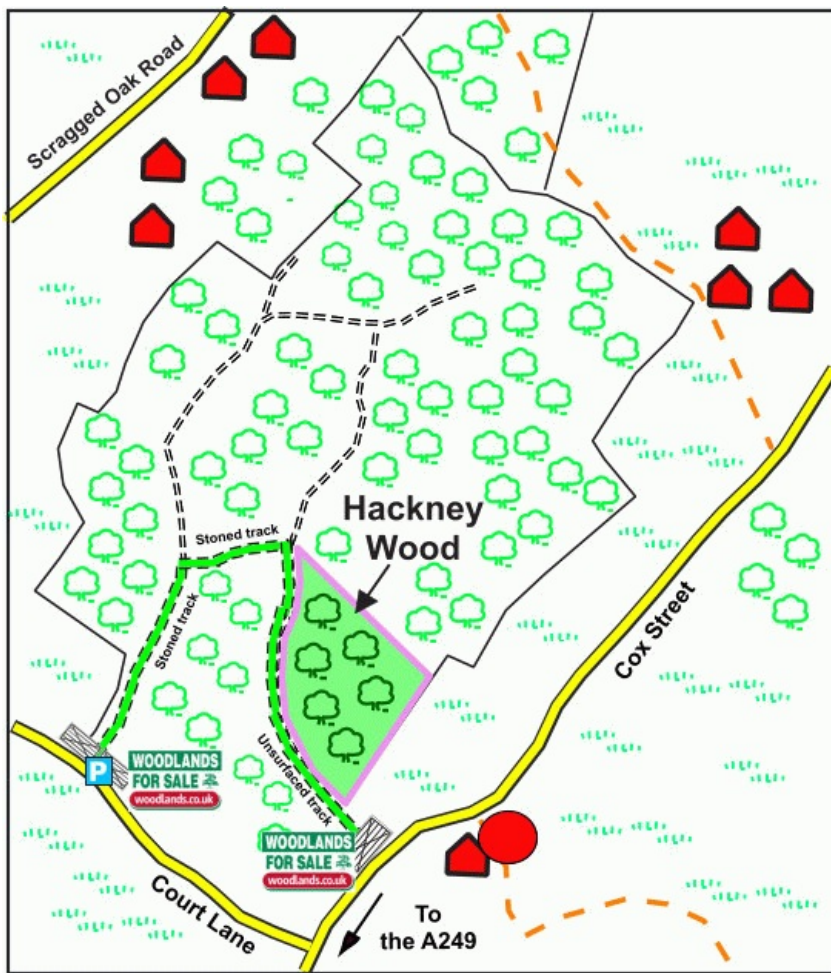 Scragged Oak Road
Hackney
Wood
Stoned track
Stoned track
Cox Street
P
WOODLANDS
FOR SALE
woodlands.co.uk
Unsurfaced track
WOODLANDS
FOR SALE
woodlands.co.uk
Court Lane
To
the A249